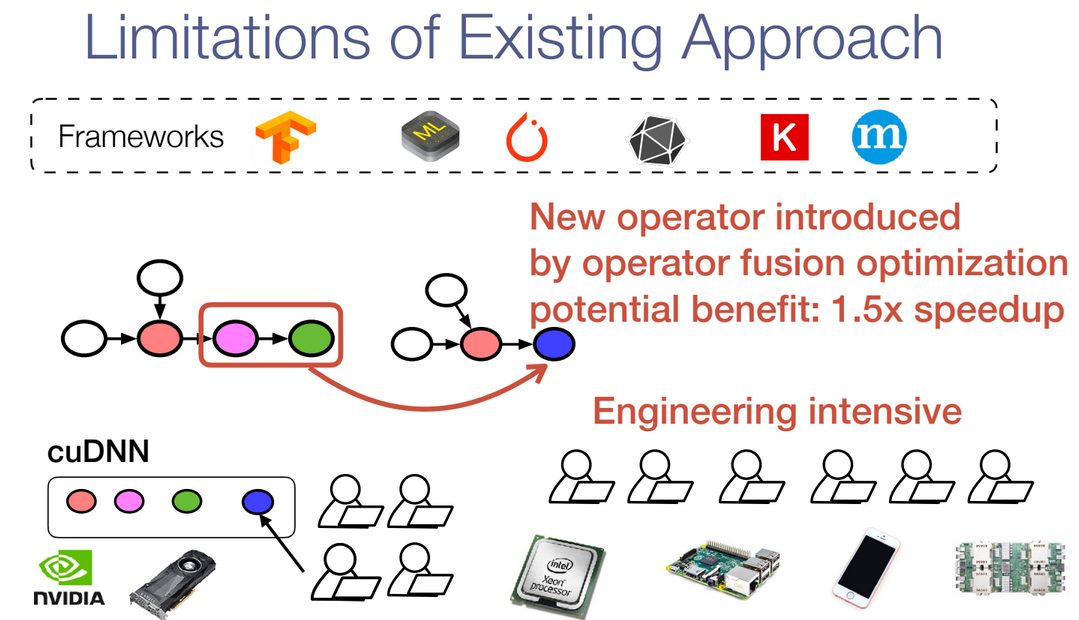 Limitations of Existing Approach
Frameworks
ML
K
m
New operator introduced
by operator fusion optimization
potential benefit: 1.5x speedup
Engineering intensive
cuDNN
NVIDIA
intel
Xeon
processor